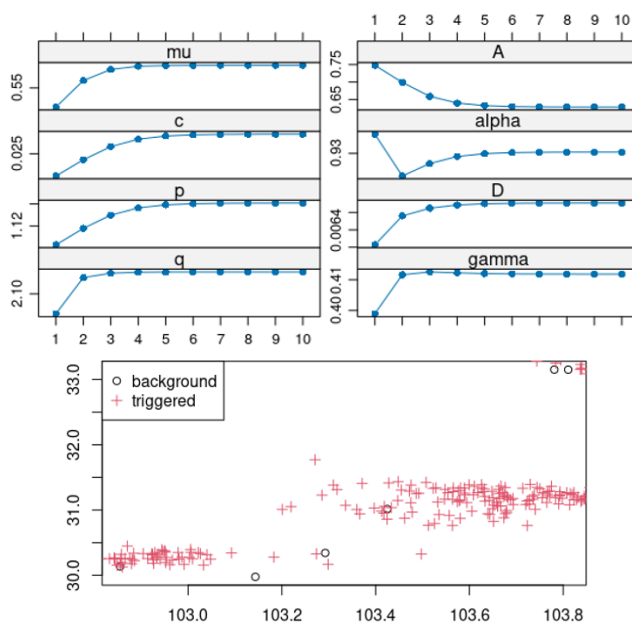 1 2 3 4 5 6 7 8 9 10
mu A
0.55 0.65 0.75
c alpha
0.025 0.93
p D
1.12 0.0064
q gamma
2.10 0.40 0.41
1 2 3 4 5 6 7 8 9 10
background
triggered
33.0
32.0
31.0
30.0
103.0 103.2 103.4 103.6 103.8